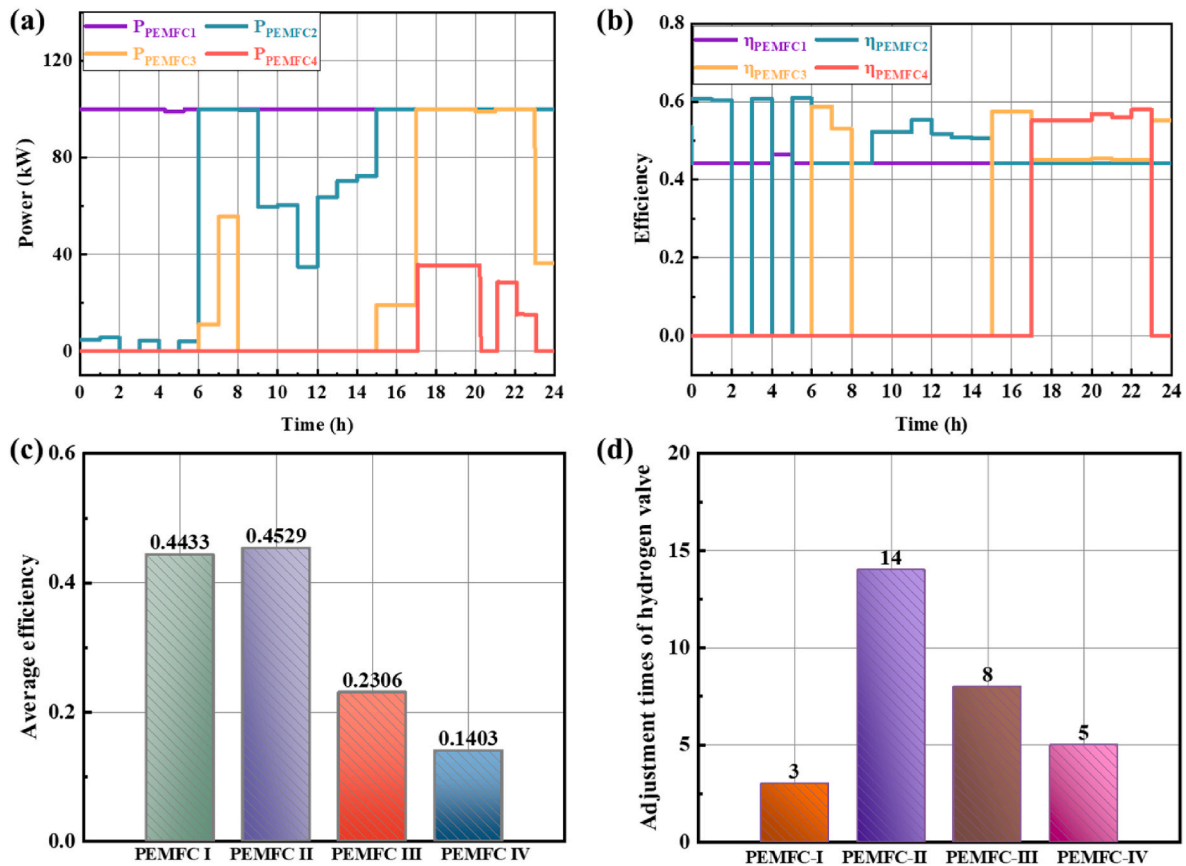 (a)
P_PEMFC1 P_PEMFC2
P_PEMFC3 P_PEMFC4
120
80
40
0
Power (kW)
0 2 4 6 8 10 12 14 16 18 20 22 24
Time (h)
(b)
η_PEMFC1 η_PEMFC2
η_PEMFC3 η_PEMFC4
0.8
0.6
0.4
0.2
0.0
Efficiency
0 2 4 6 8 10 12 14 16 18 20 22 24
Time (h)
(c)
0.6
0.4
0.2
0.0
Average efficiency
0.4433
0.4529
0.2306
0.1403
PEMFC I PEMFC II PEMFC III PEMFC IV
(d)
20
15
10
5
0
Adjustment times of hydrogen valve
3
14
8
5
PEMFC-I PEMFC-II PEMFC-III PEMFC-IV